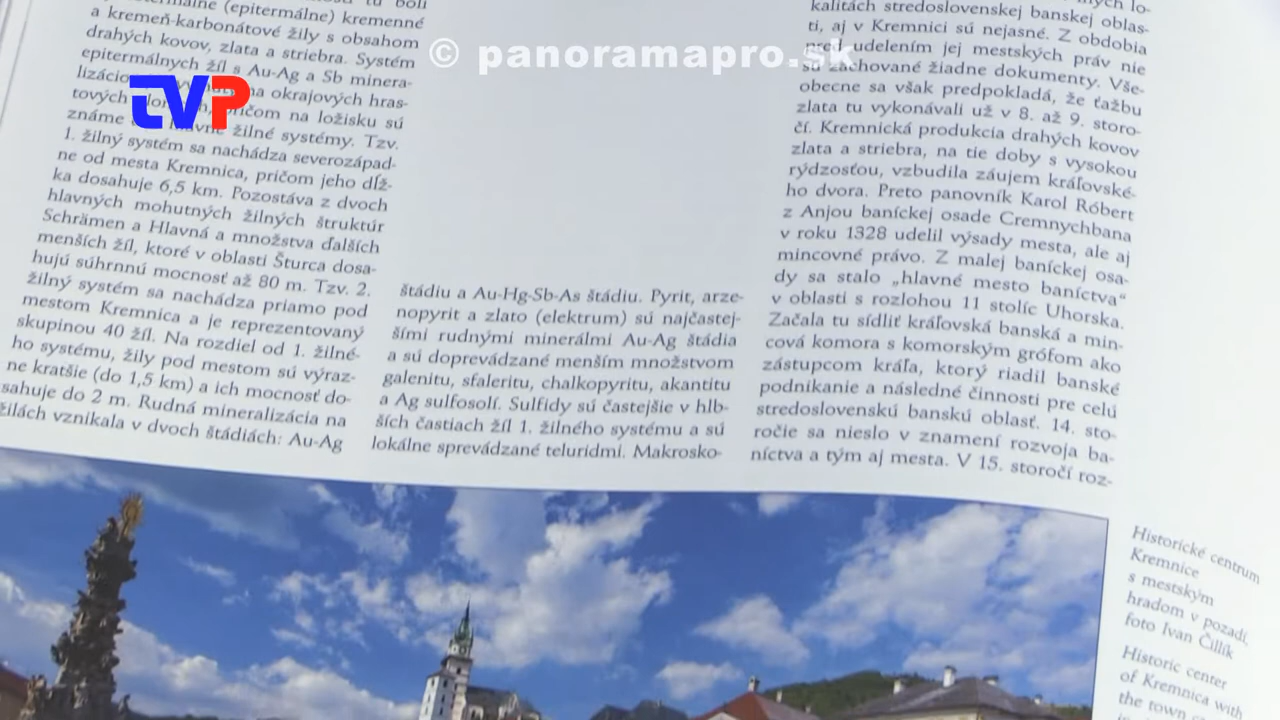 © panoramapro.sk
TVP
(epitermálne) kremenné
a kremeň-karbonátové žily s obsahom
drahých kovov, zlata a striebra. Systém
epitermálnych žíl s Au-Ag a Sb minera-
na okrajových hras-
pričom na ložisku sú
známe hlavné žilné systémy. Tzv.
1. žilný systém sa nachádza severozápad-
ne od mesta Kremnica, pričom jeho dĺž-
ka dosahuje 6,5 km. Pozostáva z dvoch
hlavných mohutných žilných štruktúr
Schrämen a Hlavná a množstva ďalších
menších žíl, ktoré v oblasti Šturca dosa-
hujú súhrnnú mocnosť až 80 m. Tzv. 2.
žilný systém sa nachádza priamo pod
mestom Kremnica a je reprezentovaný
skupinou 40 žíl. Na rozdiel od 1. žilné-
ho systému, žily pod mestom sú výraz-
ne kratšie (do 1,5 km) a ich mocnosť do-
sahuje do 2 m. Rudná mineralizácia na
žilách vznikala v dvoch štádiách: Au-Ag
štádiu a Au-Hg-Sb-As štádiu. Pyrit, arze-
nopyrit a zlato (elektrum) sú najčastej-
šími rudnými minerálmi Au-Ag štádia
a sú doprevádzané menším množstvom
galenitu, sfaleritu, chalkopyritu, akantitu
a Ag sulfosolí. Sulfidy sú častejšie v hlb-
ších častiach žíl 1. žilného systému a sú
lokálne sprevádzané teluridmi. Makrosko-
kalitách stredoslovenskej banskej oblas-
ti, aj v Kremnici sú nejasné. Z obdobia
pred udelením jej mestských práv nie
sú zachované žiadne dokumenty. Vše-
obecne sa však predpokladá, že ťažbu
zlata tu vykonávali už v 8. až 9. storo-
čí. Kremnická produkcia drahých kovov
zlata a striebra, na tie doby s vysokou
rýdzosťou, vzbudila záujem kráľovské-
ho dvora. Preto panovník Karol Róbert
z Anjou baníckej osade Cremnychbana
v roku 1328 udelil výsady mesta, ale aj
mincovné právo. Z malej baníckej osa-
dy sa stalo „hlavné mesto baníctva“
v oblasti s rozlohou 11 stolíc Uhorska.
Začala tu sídliť kráľovská banská a min-
cová komora s komorským grófom ako
zástupcom kráľa, ktorý riadil banské
podnikanie a následné činnosti pre celú
stredoslovenskú banskú oblasť. 14. sto-
ročie sa nieslo v znamení rozvoja ba-
níctva a tým aj mesta. V 15. storočí roz-
Historické centrum
Kremnice
s mestským
hradom v pozadí,
foto Ivan Čillík
Historic center
of Kremnica with
the town